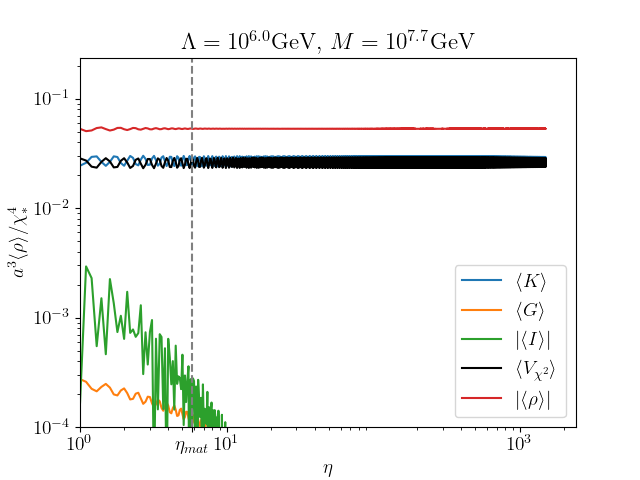 Λ = 10^{6.0}GeV, M = 10^{7.7}GeV
a^3⟨ρ⟩/χ_*^4
10^{-1}
10^{-2}
10^{-3}
10^{-4}
⟨K⟩
⟨G⟩
|⟨I⟩|
⟨V_{χ^2}⟩
|⟨ρ⟩|
10^0
η_{mat}
10^1
10^3
η